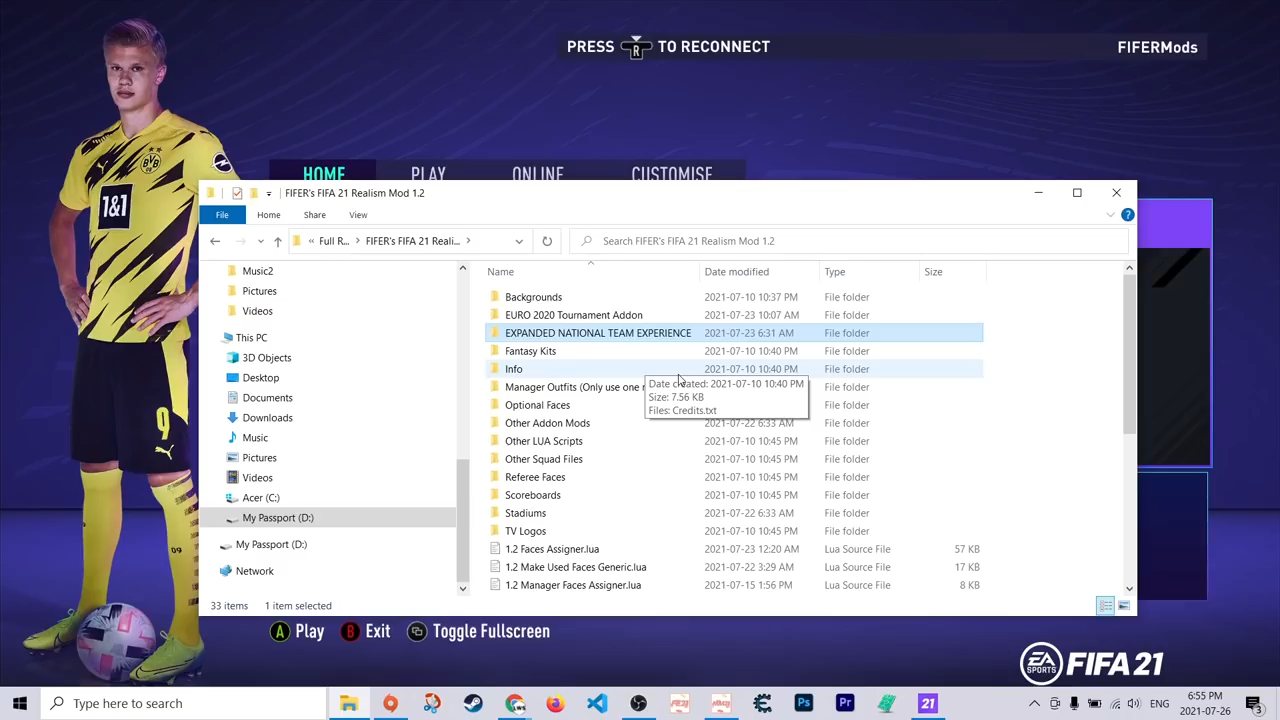 PRESS R TO RECONNECT
FIFERMods
HOME PLAY ONLINE CUSTOMISE
FIFER's FIFA 21 Realism Mod 1.2
File Home Share View
« Full R... FIFER's FIFA 21 Reali...
Search FIFER's FIFA 21 Realism Mod 1.2
Music2
Pictures
Videos
This PC
3D Objects
Desktop
Documents
Downloads
Music
Pictures
Videos
Acer (C:)
My Passport (D:)
My Passport (D:)
Network
Name Date modified Type Size
Backgrounds 2021-07-10 10:37 PM File folder
EURO 2020 Tournament Addon 2021-07-23 10:07 AM File folder
EXPANDED NATIONAL TEAM EXPERIENCE 2021-07-23 6:31 AM File folder
Fantasy Kits 2021-07-10 10:40 PM File folder
Info 2021-07-10 10:40 PM File folder
Manager Outfits (Only use one File folder
Date created: 2021-07-10 10:40 PM
Size: 7.56 KB
Files: Credits.txt
Optional Faces File folder
Other Addon Mods 2021-07-22 6:33 AM File folder
Other LUA Scripts 2021-07-10 10:45 PM File folder
Other Squad Files 2021-07-10 10:45 PM File folder
Referee Faces 2021-07-10 10:45 PM File folder
Scoreboards 2021-07-10 10:45 PM File folder
Stadiums 2021-07-22 6:33 AM File folder
TV Logos 2021-07-10 10:45 PM File folder
1.2 Faces Assigner.lua 2021-07-23 12:20 AM Lua Source File 57 KB
1.2 Make Used Faces Generic.lua 2021-07-22 3:29 AM Lua Source File 17 KB
1.2 Manager Faces Assigner.lua 2021-07-15 1:56 PM Lua Source File 8 KB
33 items 1 item selected
A Play B Exit Toggle Fullscreen
EA SPORTS FIFA 21
1&1
BVB
09
9
09
Type here to search
Ps
Pr
21
ENG
6:55 PM
2021-07-26
3